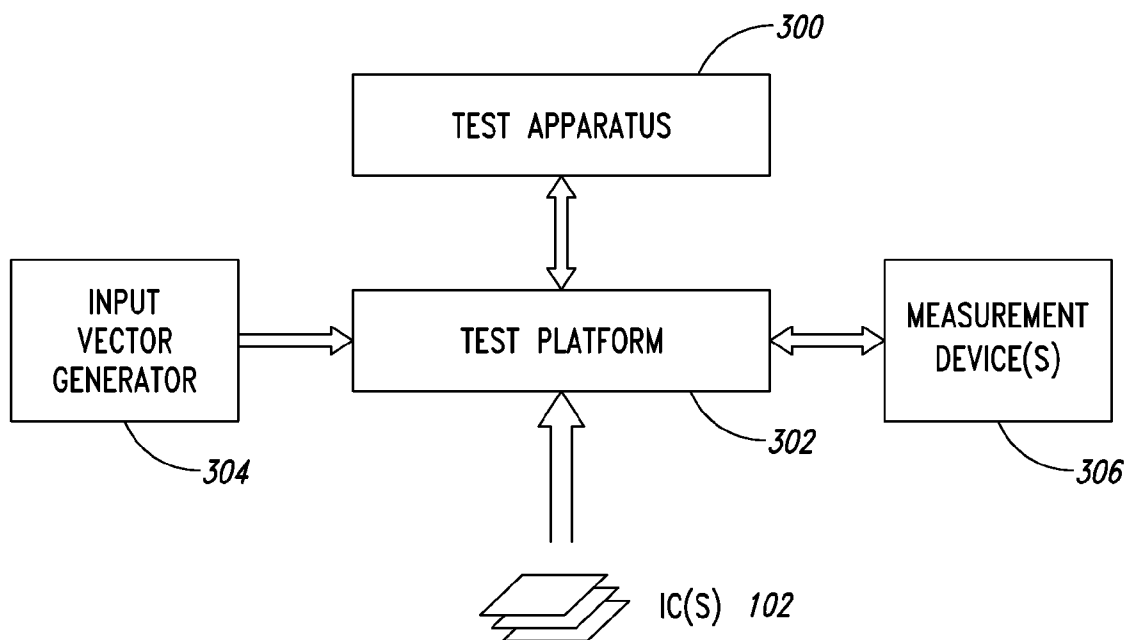 300
TEST APPARATUS
INPUT
VECTOR
GENERATOR
TEST PLATFORM
MEASUREMENT
DEVICE(S)
304
302
306
IC(S) 102